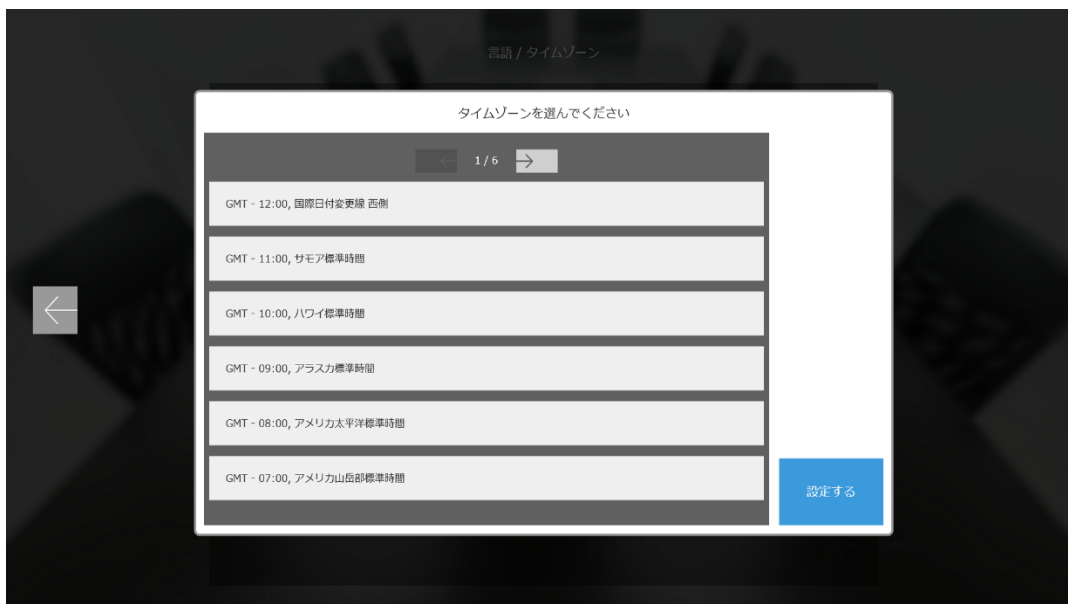 言語 / タイムゾーン
タイムゾーンを選んでください
1 / 6
GMT - 12:00, 国際日付変更線 西側
GMT - 11:00, サモア標準時間
GMT - 10:00, ハワイ標準時間
GMT - 09:00, アラスカ標準時間
GMT - 08:00, アメリカ太平洋標準時間
GMT - 07:00, アメリカ山岳部標準時間
設定する